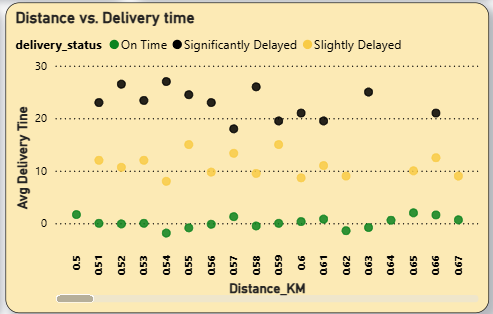 Distance vs. Delivery time
delivery_status On Time Significantly Delayed Slightly Delayed
30
20
10
0
Avg Delivery Tine
0.5 0.51 0.52 0.53 0.54 0.55 0.56 0.57 0.58 0.59 0.6 0.61 0.62 0.63 0.64 0.65 0.66 0.67
Distance_KM